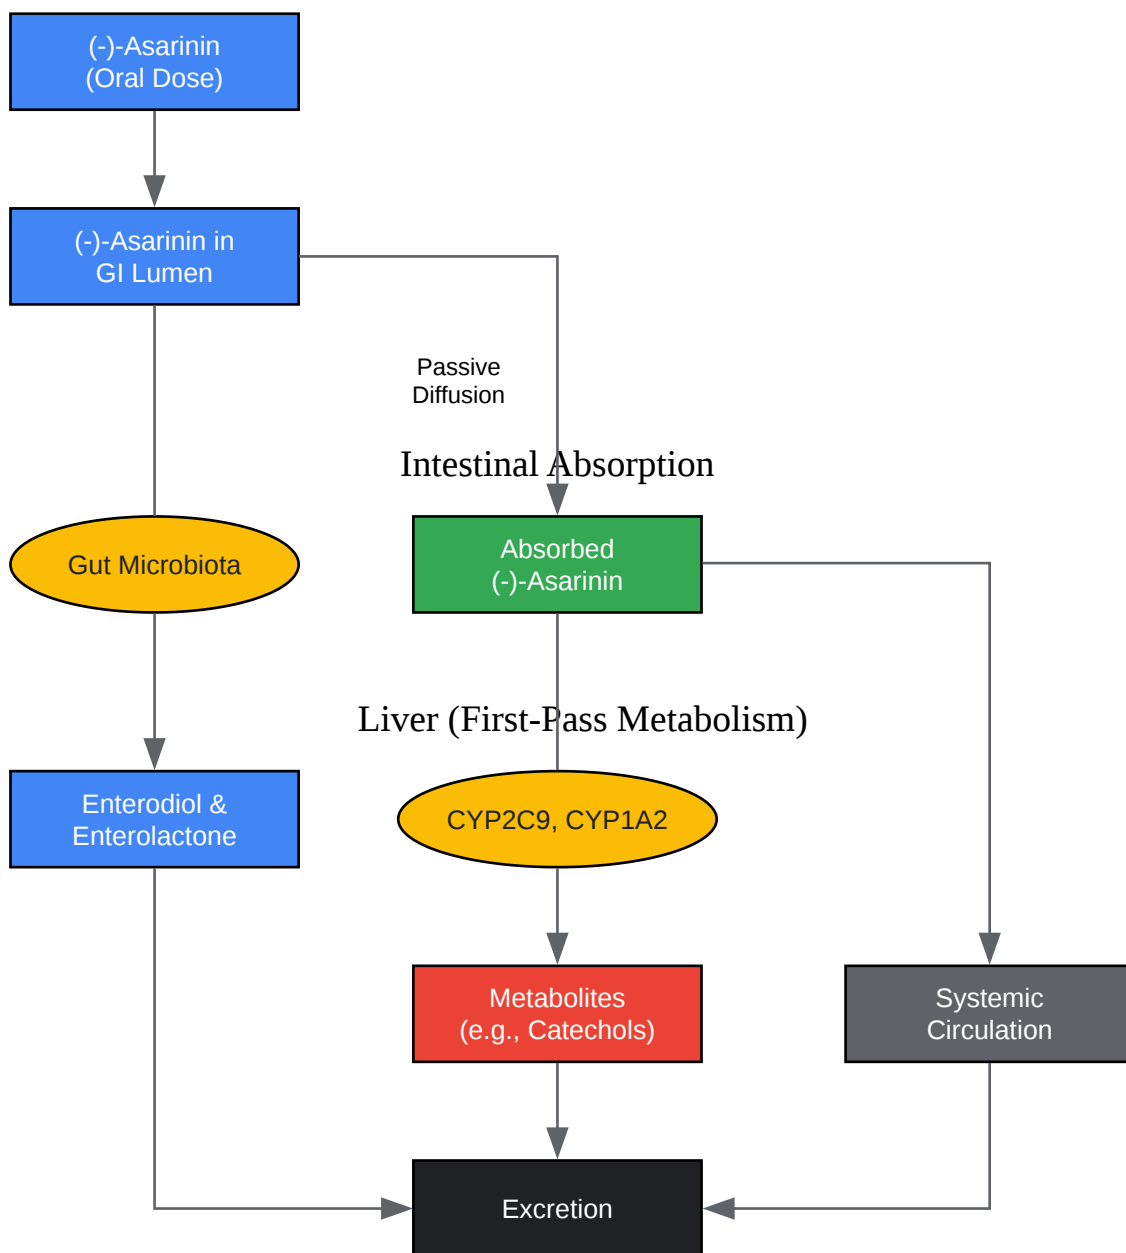 (-)-Asarinin
(Oral Dose)
(-)-Asarinin in
GI Lumen
Passive
Diffusion
Intestinal Absorption
Gut Microbiota
Absorbed
(-)-Asarinin
Liver (First-Pass Metabolism)
Enterodiol &
Enterolactone
CYP2C9, CYP1A2
Metabolites
(e.g., Catechols)
Systemic
Circulation
Excretion